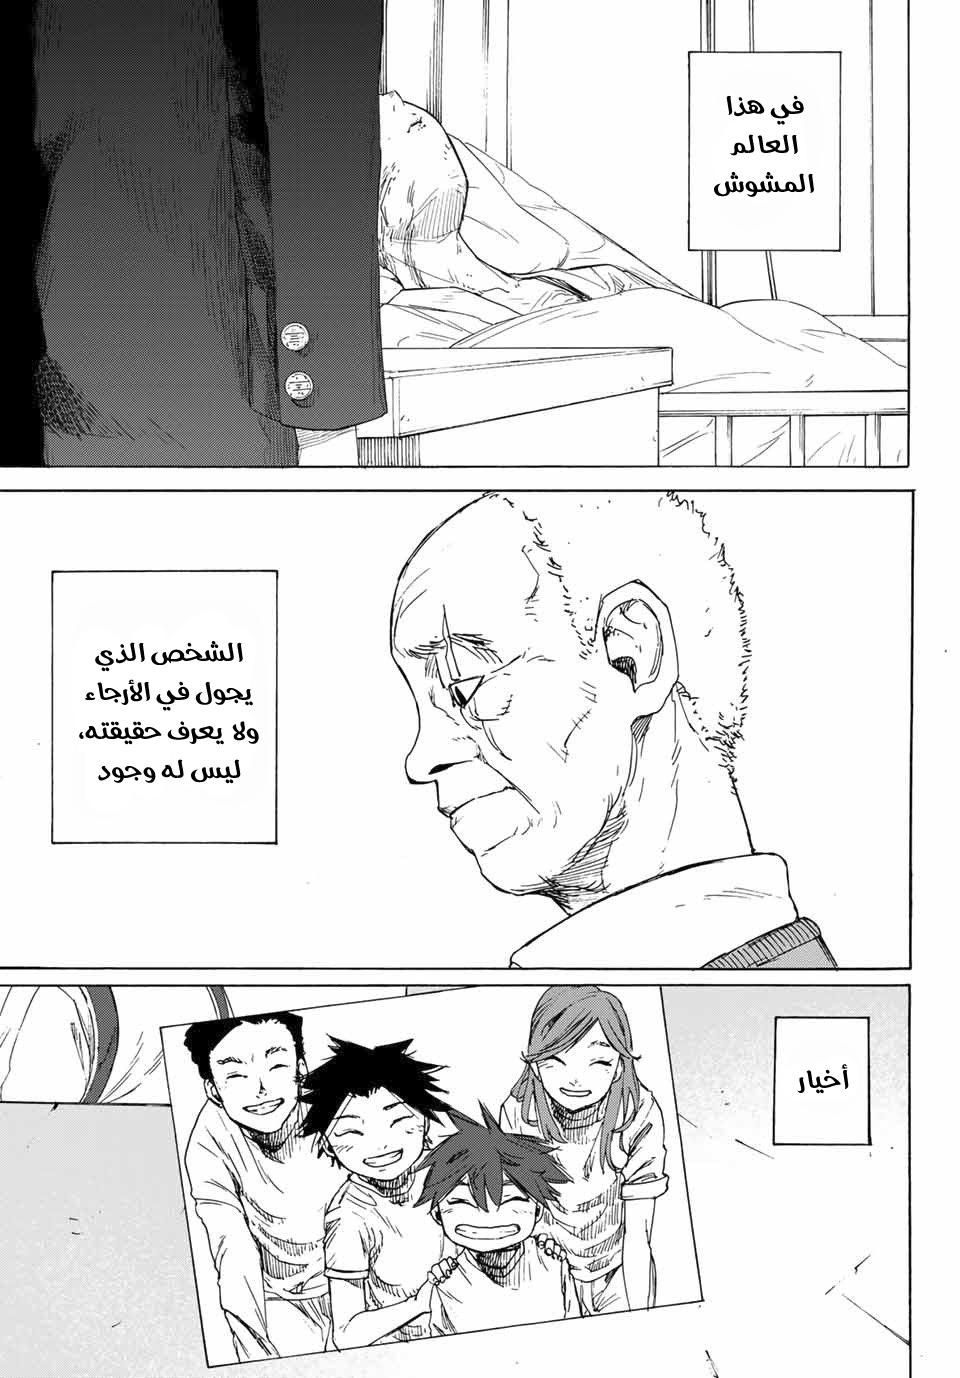 في هذا
العالم
المشوش
الشخص الذي
يجول في الأرجاء
ولا يعرف حقيقته،
ليس له وجود
أخيار